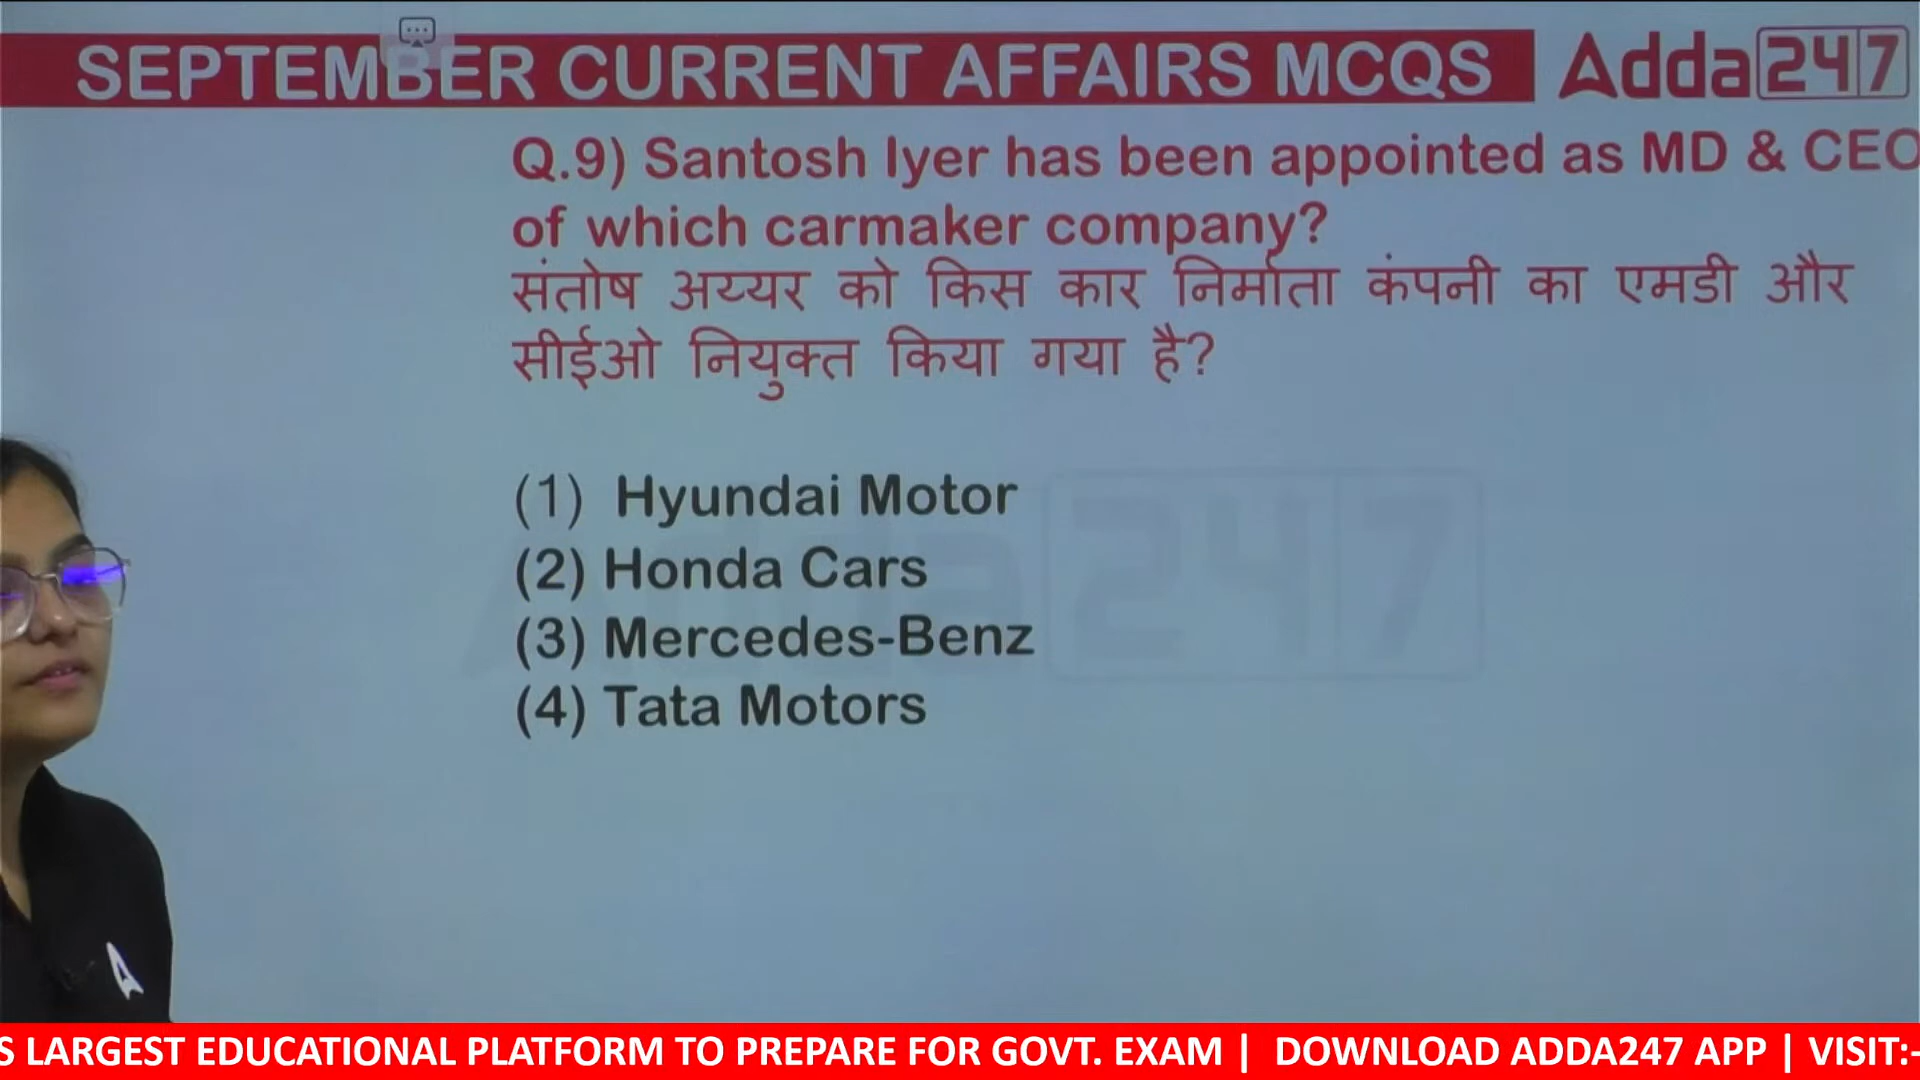 SEPTEMBER CURRENT AFFAIRS MCQS
Adda247
Q.9) Santosh Iyer has been appointed as MD & CEO
of which carmaker company?
संतोष अय्यर को किस कार निर्माता कंपनी का एमडी और
सीईओ नियुक्त किया गया है?
(1) Hyundai Motor
(2) Honda Cars
(3) Mercedes-Benz
(4) Tata Motors
Adda247
S LARGEST EDUCATIONAL PLATFORM TO PREPARE FOR GOVT. EXAM | DOWNLOAD ADDA247 APP | VISIT:-